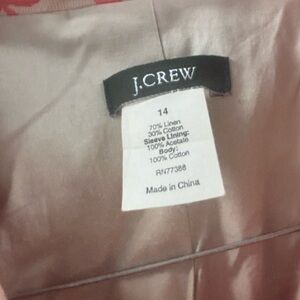 J.CREW
14
70% Linen
30% Cotton
Sleeve Lining:
100% Acetate
Body:
100% Cotton
RN77388
Made in China